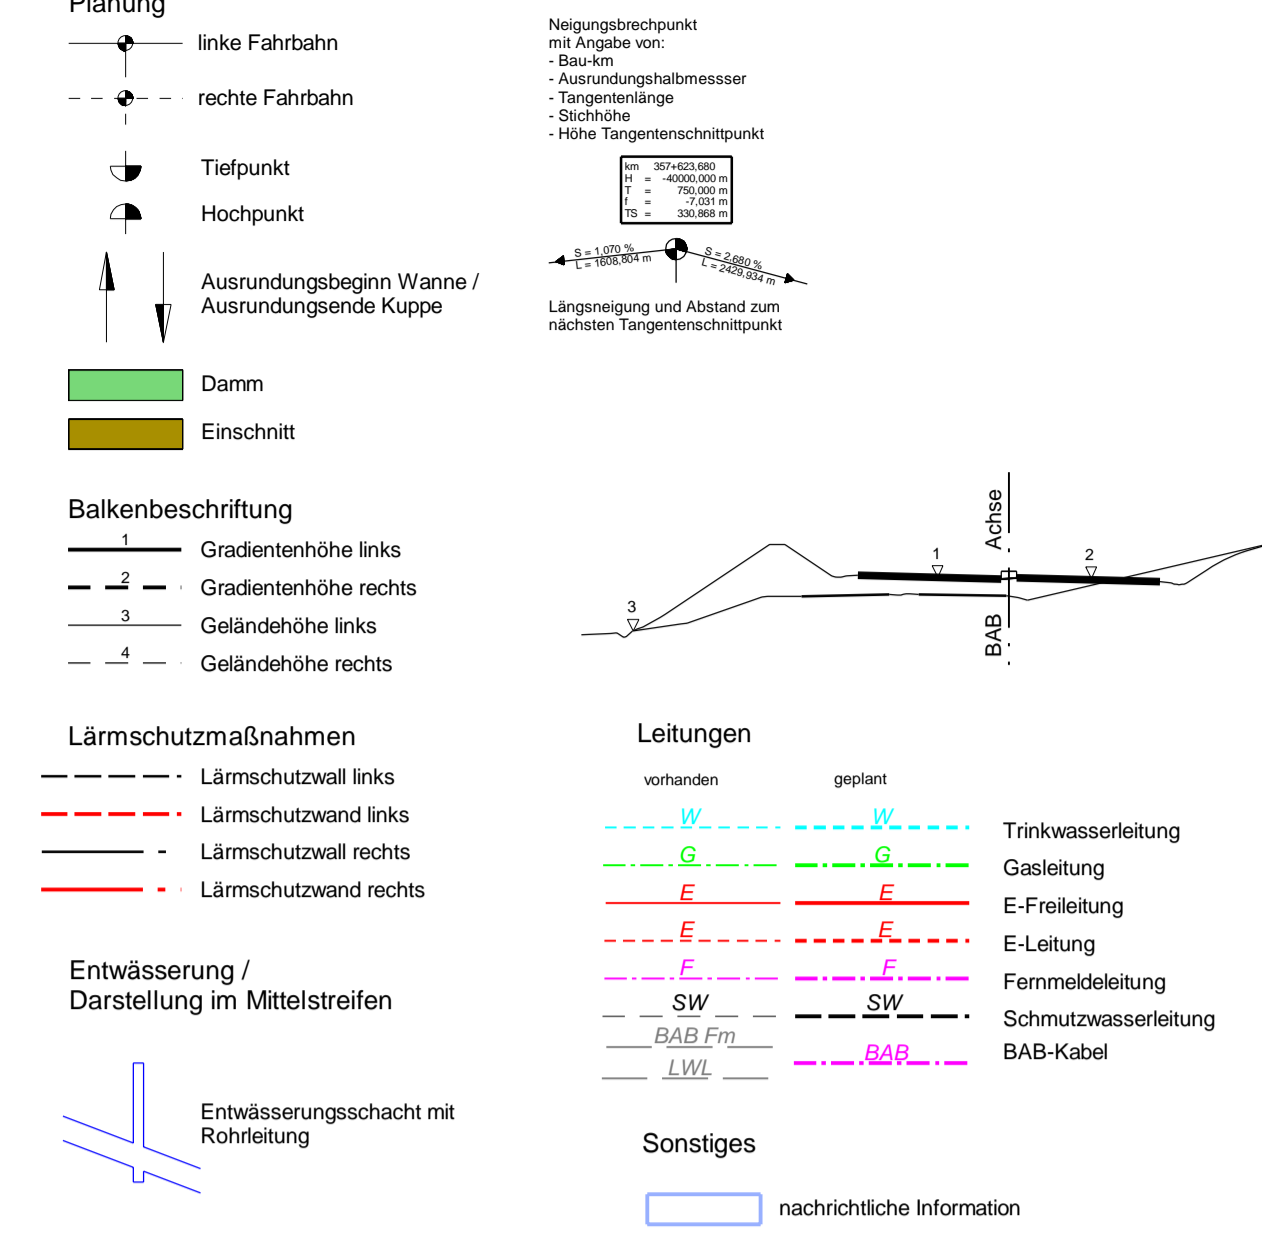 Planung
linke Fahrbahn
rechte Fahrbahn
Tiefpunkt
Hochpunkt
Ausrundungsbeginn Wanne /
Ausrundungsende Kuppe
Damm
Einschnitt
Neigungsbrechpunkt
mit Angabe von:
- Bau-km
- Ausrundungshalbmessser
- Tangentenlänge
- Stichhöhe
- Höhe Tangentenschnittpunkt
km 357+623,680
H = -40000,000 m
T = 750,000 m
f = -7,031 m
TS = 330,868 m
S = 1,070 %
L = 1608,804 m
S = 2,680 %
L = 2429,934 m
Längsneigung und Abstand zum
nächsten Tangentenschnittpunkt
Balkenbeschriftung
1 Gradientenhöhe links
2 Gradientenhöhe rechts
3 Geländehöhe links
4 Geländehöhe rechts
Achse
1
2
3
BAB
Lärmschutzmaßnahmen
Lärmschutzwall links
Lärmschutzwand links
Lärmschutzwall rechts
Lärmschutzwand rechts
Entwässerung /
Darstellung im Mittelstreifen
Entwässerungsschacht mit
Rohrleitung
Leitungen
vorhanden geplant
W W Trinkwasserleitung
G G Gasleitung
E E E-Freileitung
E E E-Leitung
F F Fernmeldeleitung
SW SW Schmutzwasserleitung
BAB Fm BAB BAB-Kabel
LWL
Sonstiges
nachrichtliche Information